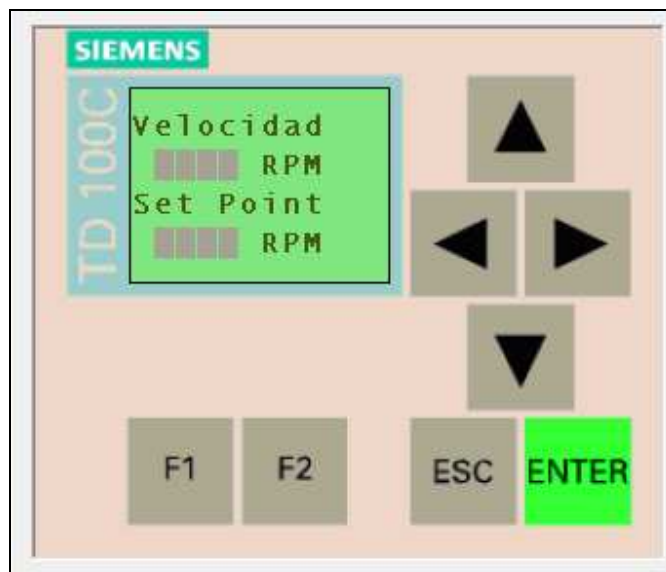 SIEMENS
TD 100C
Velocidad
RPM
Set Point
RPM
F1
F2
ESC
ENTER